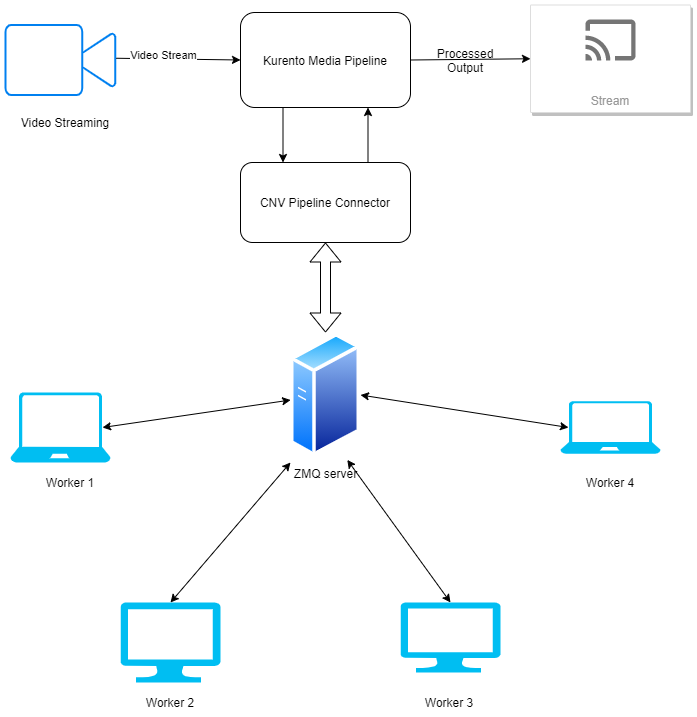 Video Stream
Kurento Media Pipeline
Processed
Output
Stream
Video Streaming
CNV Pipeline Connector
ZMQ server
Worker 1
Worker 4
Worker 2
Worker 3